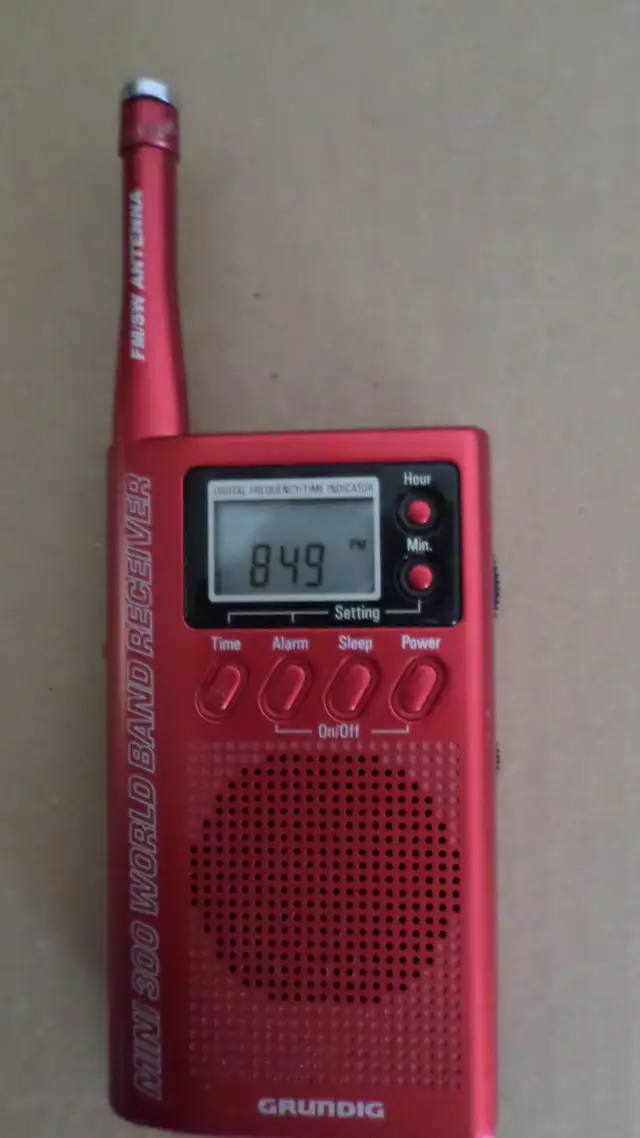 FM/SW ANTENNA
MINI 300 WORLD BAND RECEIVER
DIGITAL FREQUENCY/TIME INDICATOR
849 PM
Hour
Min.
Setting
Time Alarm Sleep Power
On/Off
GRUNDIG